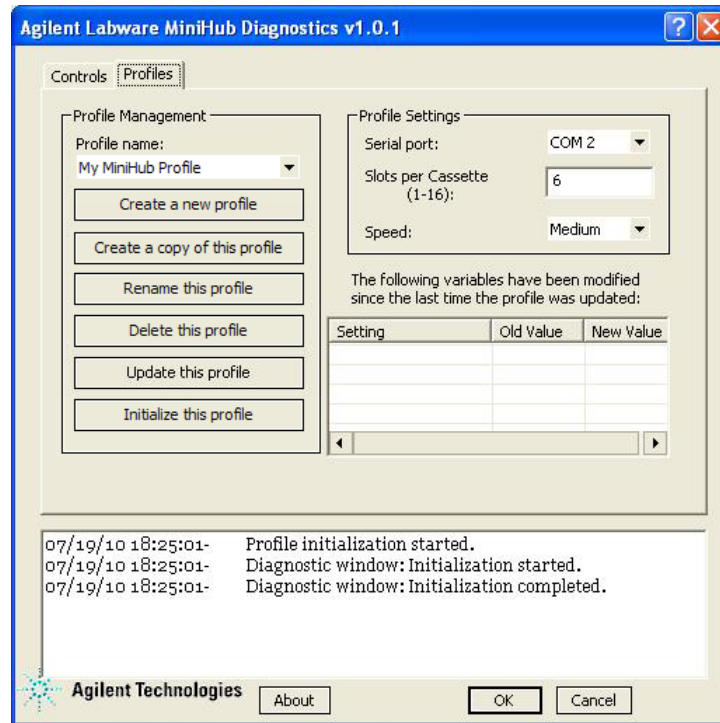 Agilent Labware MiniHub Diagnostics v1.0.1
?
X
Controls
Profiles
Profile Management
Profile name:
My MiniHub Profile
Create a new profile
Create a copy of this profile
Rename this profile
Delete this profile
Update this profile
Initialize this profile
Profile Settings
Serial port:
COM 2
Slots per Cassette
(1-16):
6
Speed:
Medium
The following variables have been modified
since the last time the profile was updated:
Setting Old Value New Value
07/19/10 18:25:01- Profile initialization started.
07/19/10 18:25:01- Diagnostic window: Initialization started.
07/19/10 18:25:01- Diagnostic window: Initialization completed.
Agilent Technologies
About
OK
Cancel